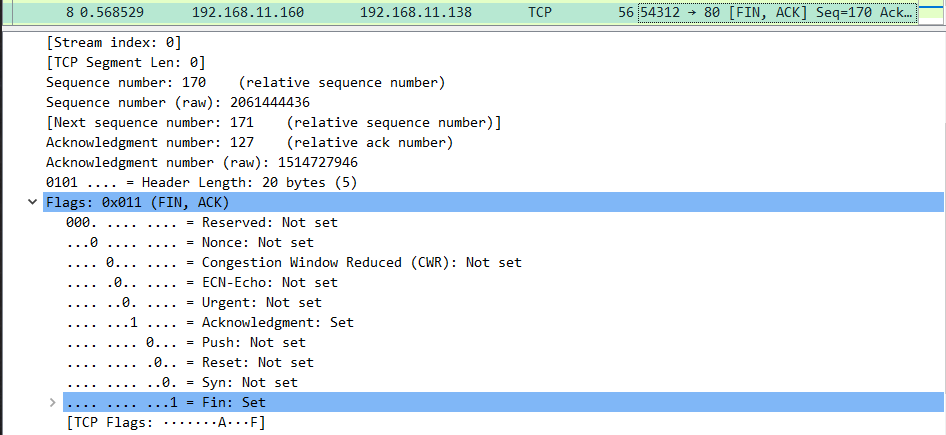 8 0.568529 192.168.11.160 192.168.11.138 TCP 56 54312 → 80 [FIN, ACK] Seq=170 Ack…
[Stream index: 0]
[TCP Segment Len: 0]
Sequence number: 170 (relative sequence number)
Sequence number (raw): 2061444436
[Next sequence number: 171 (relative sequence number)]
Acknowledgment number: 127 (relative ack number)
Acknowledgment number (raw): 1514727946
0101 .... = Header Length: 20 bytes (5)
Flags: 0x011 (FIN, ACK)
000. .... .... = Reserved: Not set
...0 .... .... = Nonce: Not set
.... 0... .... = Congestion Window Reduced (CWR): Not set
.... .0.. .... = ECN-Echo: Not set
.... ..0. .... = Urgent: Not set
.... ...1 .... = Acknowledgment: Set
.... .... 0... = Push: Not set
.... .... .0.. = Reset: Not set
.... .... ..0. = Syn: Not set
.... .... ...1 = Fin: Set
[TCP Flags: ·······A···F]